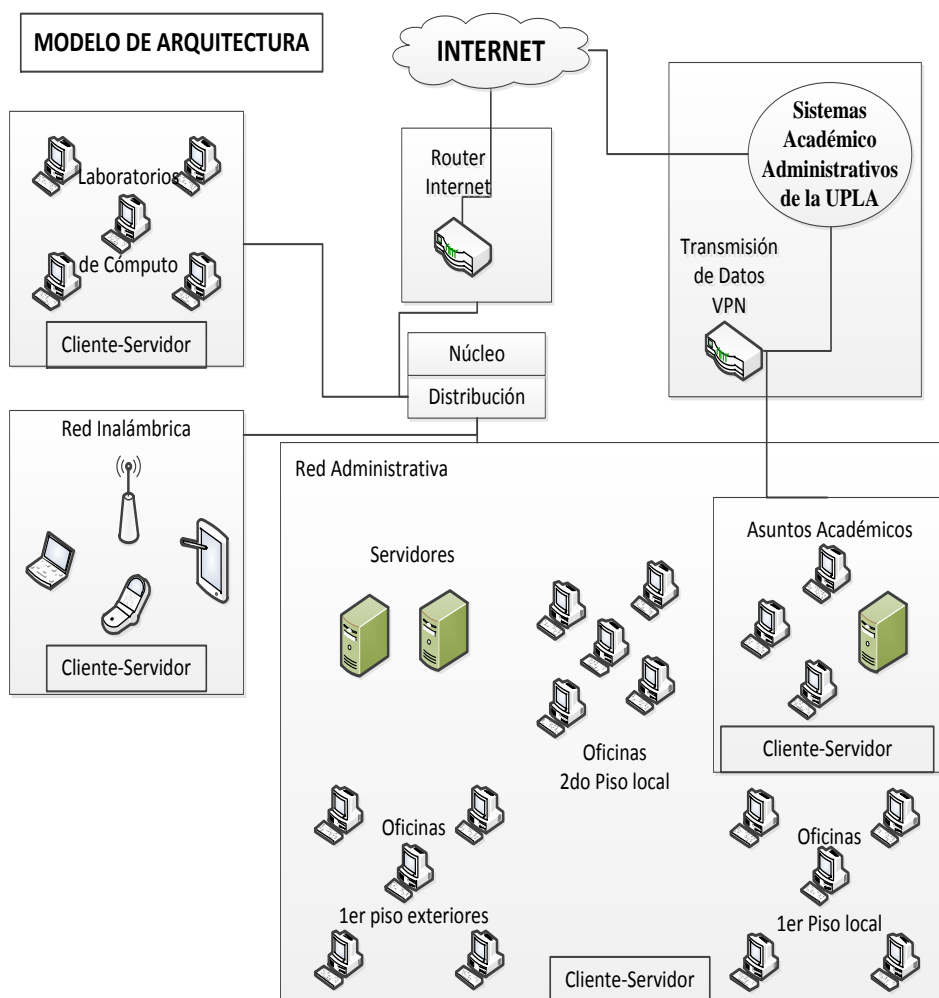 MODELO DE ARQUITECTURA
INTERNET
Sistemas
Académico
Administrativos
de la UPLA
Router
Internet
Laboratorios
de Cómputo
Cliente-Servidor
Transmisión
de Datos
VPN
Núcleo
Distribución
Red Inalámbrica
Cliente-Servidor
Red Administrativa
Servidores
Asuntos Académicos
Cliente-Servidor
Oficinas
2do Piso local
Oficinas
1er piso exteriores
Oficinas
1er Piso local
Cliente-Servidor